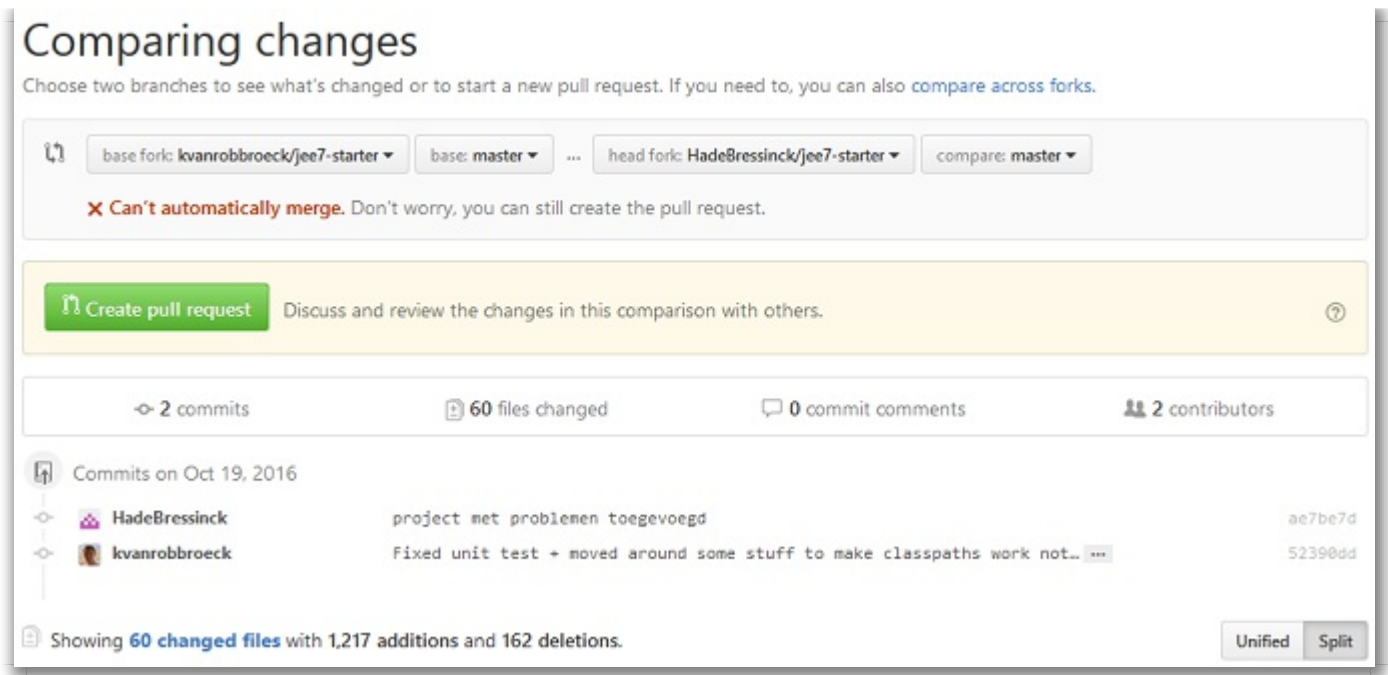 Comparing changes
Choose two branches to see what's changed or to start a new pull request. If you need to, you can also compare across forks.
base fork: kvanrobbroeck/jee7-starter base: master ... head fork: HadeBressinck/jee7-starter compare: master
Can't automatically merge. Don't worry, you can still create the pull request.
Create pull request Discuss and review the changes in this comparison with others.
2 commits 60 files changed 0 commit comments 2 contributors
Commits on Oct 19, 2016
HadeBressinck project met problemen toegevoegd ae7be7d
kvanrobbroeck Fixed unit test + moved around some stuff to make classpaths work not… 52390dd
Showing 60 changed files with 1,217 additions and 162 deletions. Unified Split